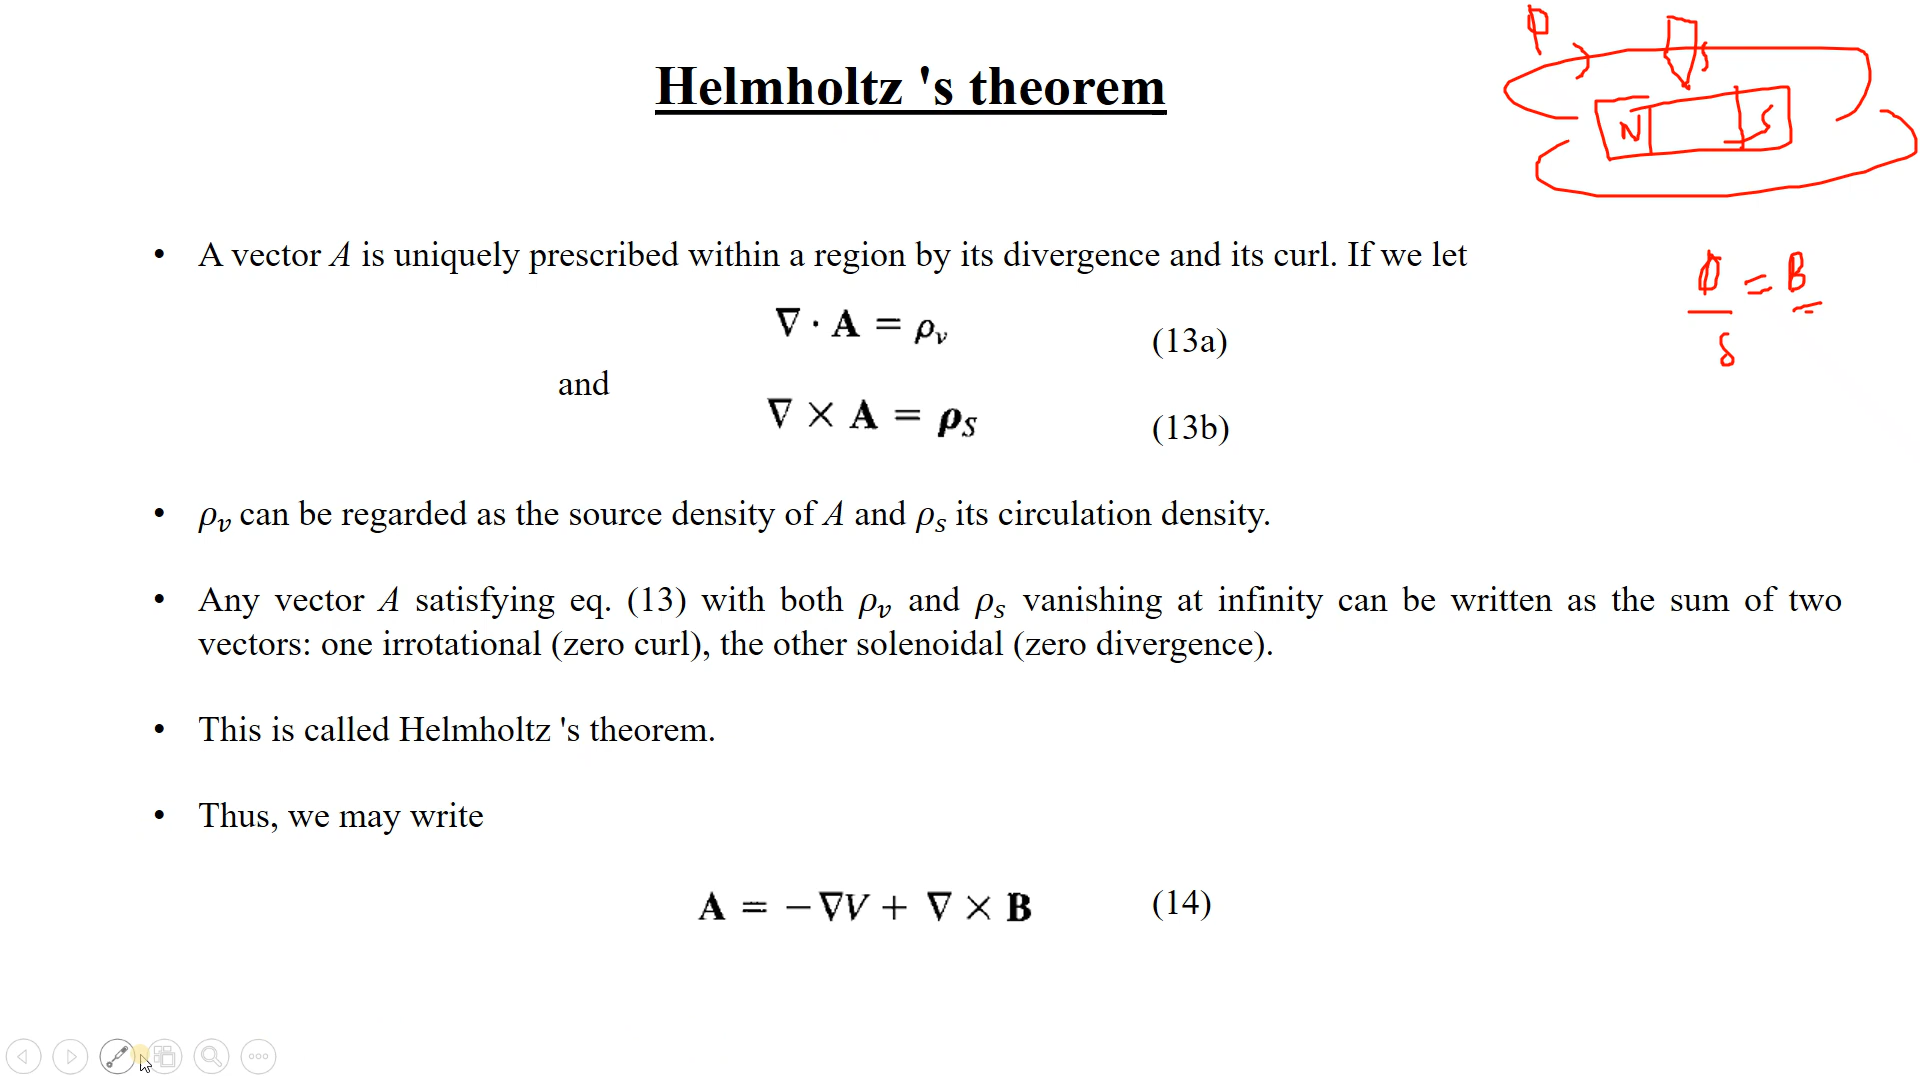 Helmholtz 's theorem
• A vector A is uniquely prescribed within a region by its divergence and its curl. If we let
∇ · A = ρᵥ (13a)
and
∇ × A = ρ_S (13b)
• ρᵥ can be regarded as the source density of A and ρₛ its circulation density.
• Any vector A satisfying eq. (13) with both ρᵥ and ρₛ vanishing at infinity can be written as the sum of two
vectors: one irrotational (zero curl), the other solenoidal (zero divergence).
• This is called Helmholtz 's theorem.
• Thus, we may write
A = −∇V + ∇ × B (14)
N S
ϕ = B